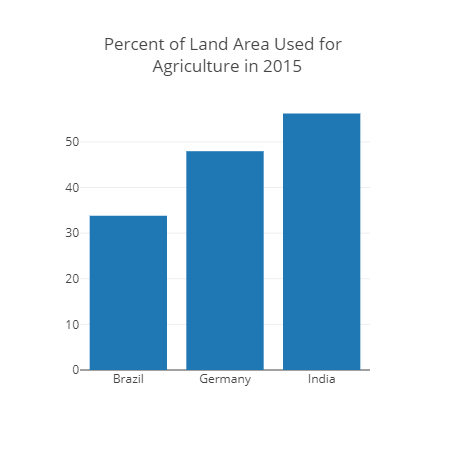 Percent of Land Area Used for
Agriculture in 2015
50
40
30
20
10
0
Brazil
Germany
India